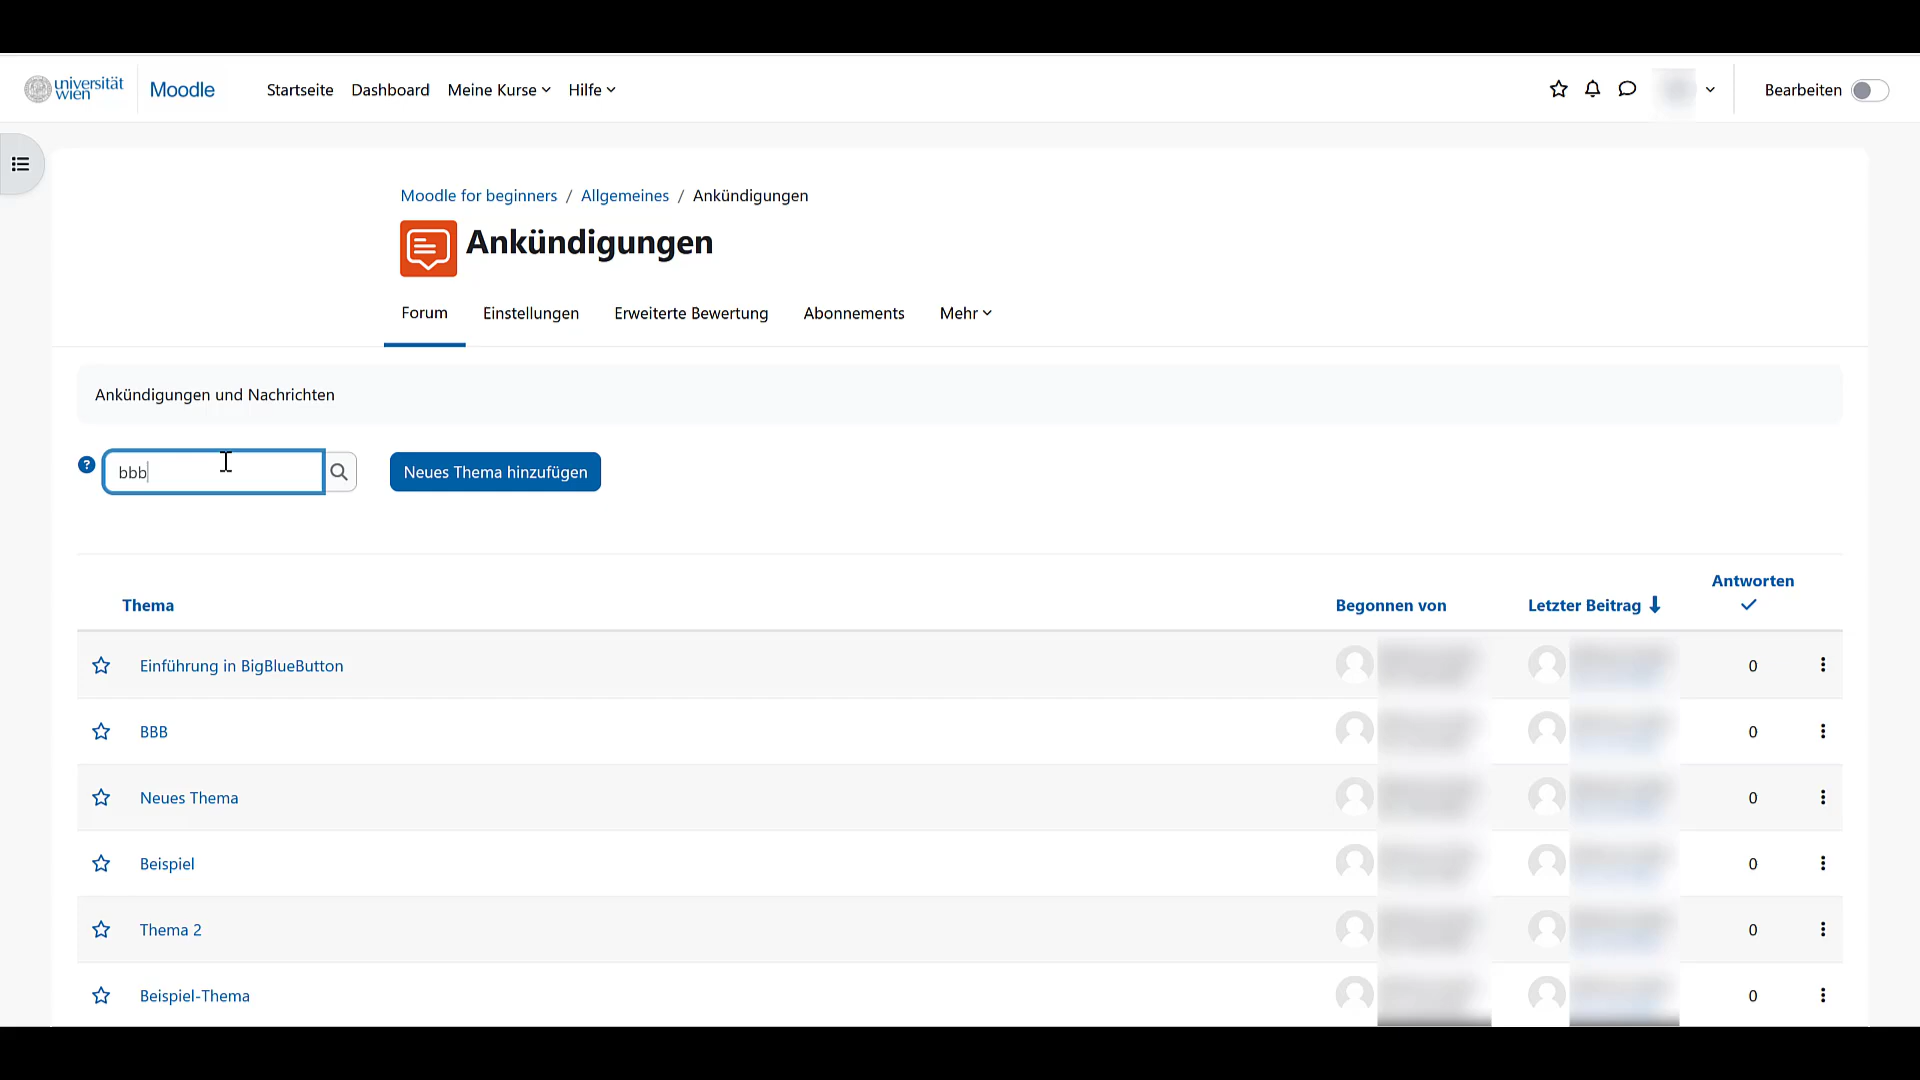 universität
wien
Moodle
Startseite Dashboard Meine Kurse Hilfe
Bearbeiten
Moodle for beginners / Allgemeines / Ankündigungen
Ankündigungen
Forum Einstellungen Erweiterte Bewertung Abonnements Mehr
Ankündigungen und Nachrichten
? bbb Neues Thema hinzufügen
Thema Begonnen von Letzter Beitrag Antworten
Einführung in BigBlueButton 0
BBB 0
Neues Thema 0
Beispiel 0
Thema 2 0
Beispiel-Thema 0